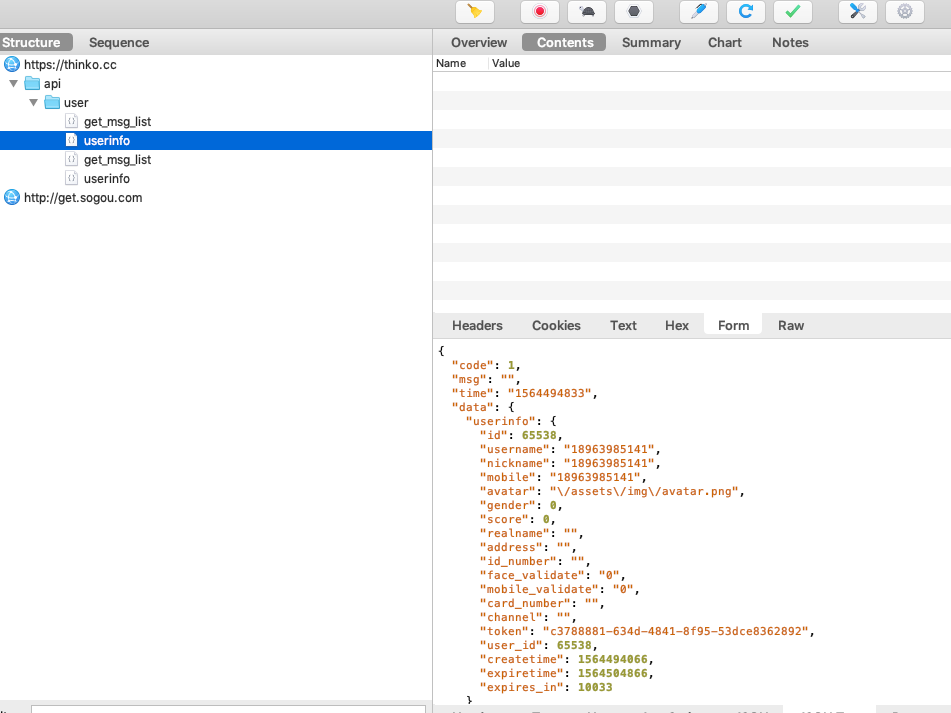 Structure Sequence
https://thinko.cc
api
user
get_msg_list
userinfo
get_msg_list
userinfo
http://get.sogou.com
Overview Contents Summary Chart Notes
Name Value
Headers Cookies Text Hex Form Raw
{
"code": 1,
"msg": "",
"time": "1564494833",
"data": {
"userinfo": {
"id": 65538,
"username": "18963985141",
"nickname": "18963985141",
"mobile": "18963985141",
"avatar": "\/assets\/img\/avatar.png",
"gender": 0,
"score": 0,
"realname": "",
"address": "",
"id_number": "",
"face_validate": "0",
"mobile_validate": "0",
"card_number": "",
"channel": "",
"token": "c3788881-634d-4841-8f95-53dce8362892",
"user_id": 65538,
"createtime": 1564494066,
"expiretime": 1564504866,
"expires_in": 10033
}